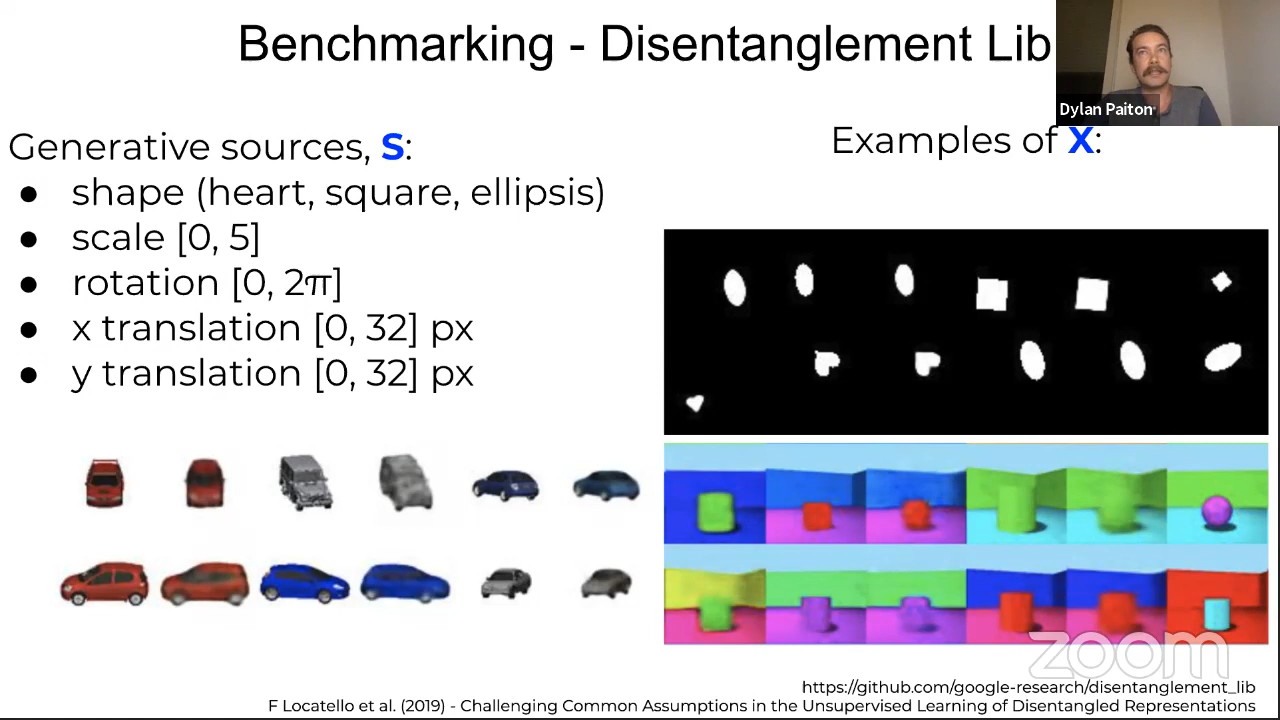 Benchmarking - Disentanglement Lib
Dylan Paiton
Generative sources, S:
● shape (heart, square, ellipsis)
● scale [0, 5]
● rotation [0, 2π]
● x translation [0, 32] px
● y translation [0, 32] px
Examples of X:
zoom
https://github.com/google-research/disentanglement_lib
F Locatello et al. (2019) - Challenging Common Assumptions in the Unsupervised Learning of Disentangled Representations